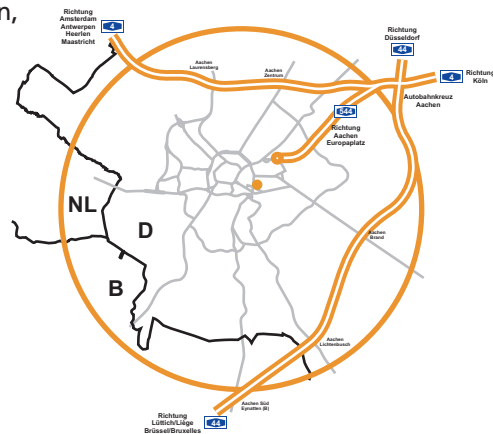 n,
Richtung
Amsterdam
Antwerpen
Heerlen
Maastricht
4
Richtung
Düsseldorf
44
Aachen
Laurensberg
Aachen
Zentrum
4
Richtung
Köln
Autobahnkreuz
Aachen
544
Richtung
Aachen
Europaplatz
NL
D
B
Aachen
Brand
Aachen
Lichtenbusch
Aachen Süd
Eynatten (B)
Richtung
Lüttich/Liège
Brüssel/Bruxelles
44